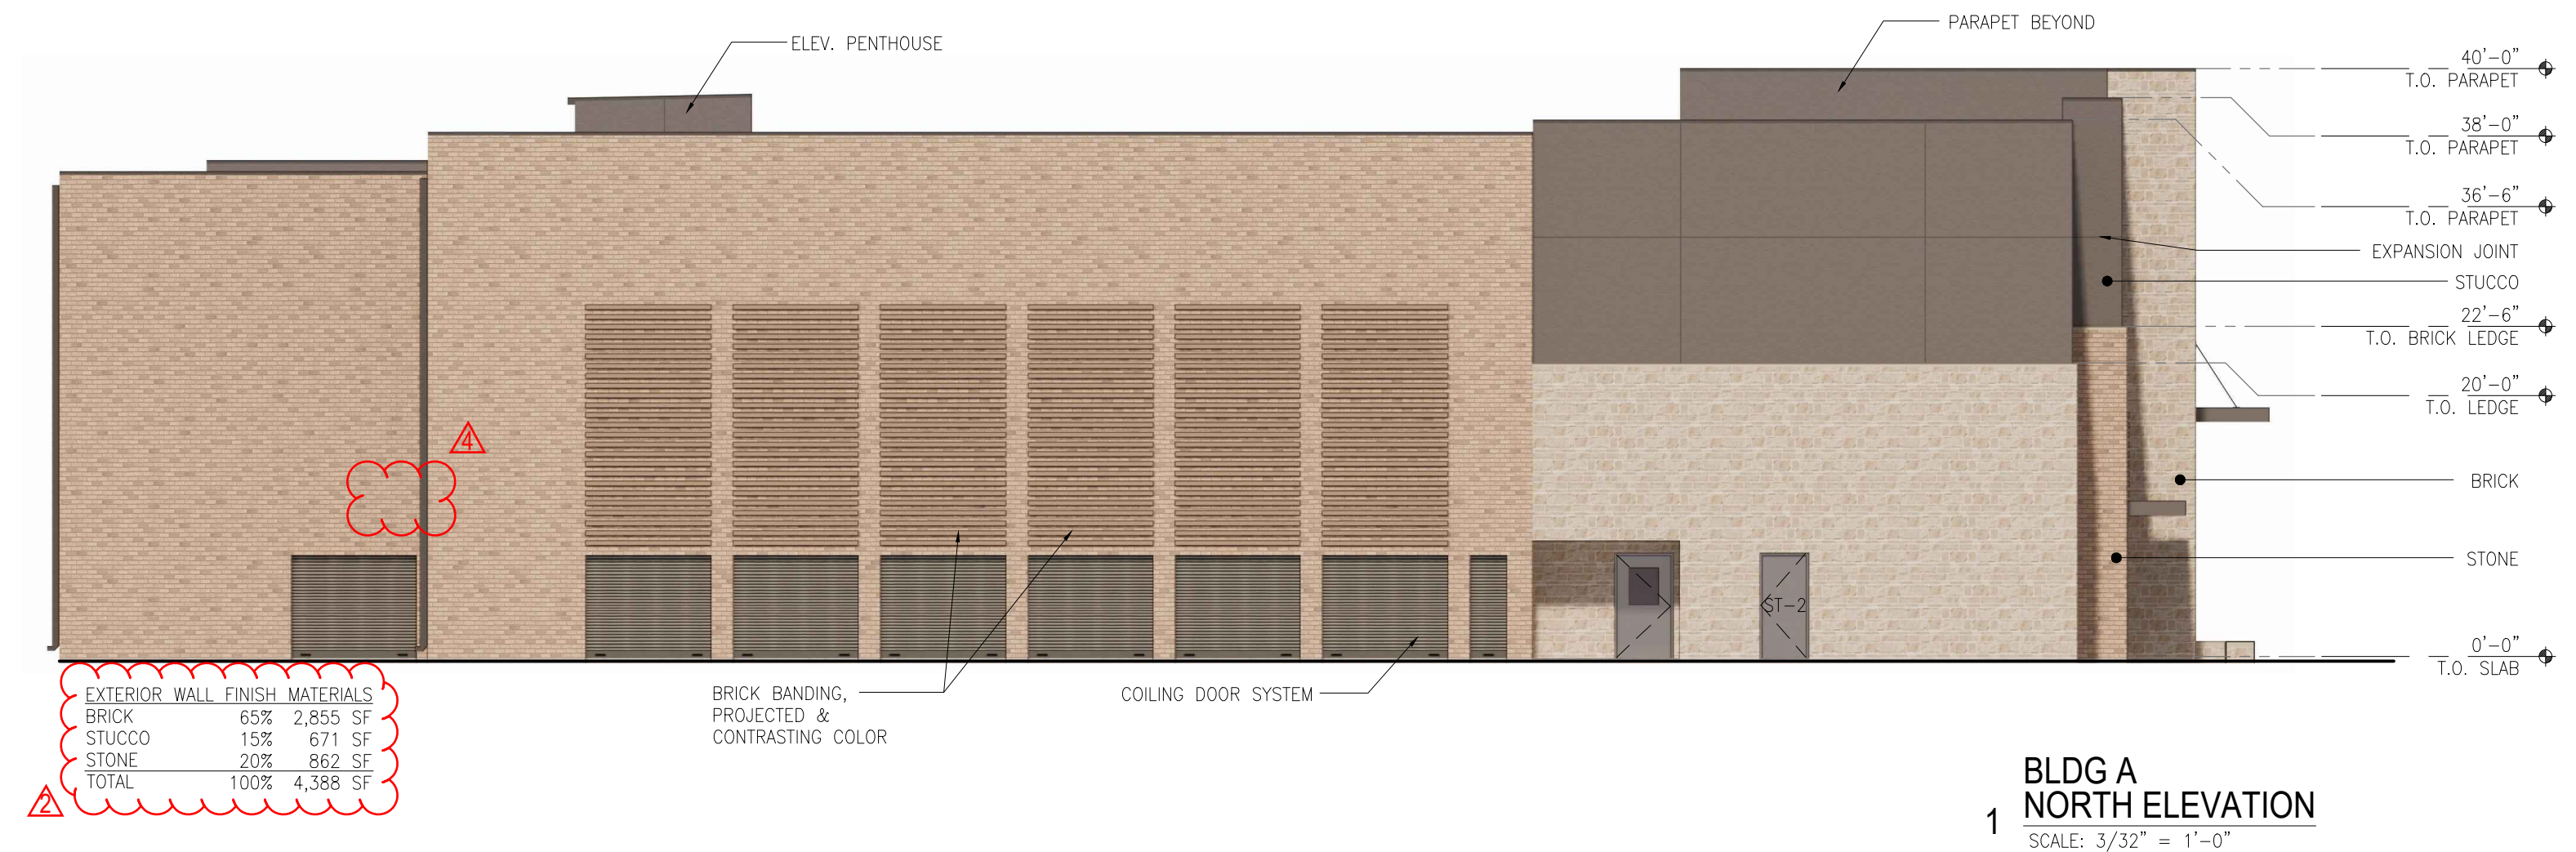 PARAPET BEYOND
ELEV. PENTHOUSE
40'-0"
T.O. PARAPET
38'-0"
T.O. PARAPET
36'-6"
T.O. PARAPET
EXPANSION JOINT
STUCCO
22'-6"
T.O. BRICK LEDGE
20'-0"
T.O. LEDGE
4
BRICK
STONE
ST-2
0'-0"
T.O. SLAB
EXTERIOR WALL FINISH MATERIALS
BRICK 65% 2,855 SF
STUCCO 15% 671 SF
STONE 20% 862 SF
TOTAL 100% 4,388 SF
2
BRICK BANDING,
PROJECTED &
CONTRASTING COLOR
COILING DOOR SYSTEM
BLDG A
1 NORTH ELEVATION
SCALE: 3/32" = 1'-0"